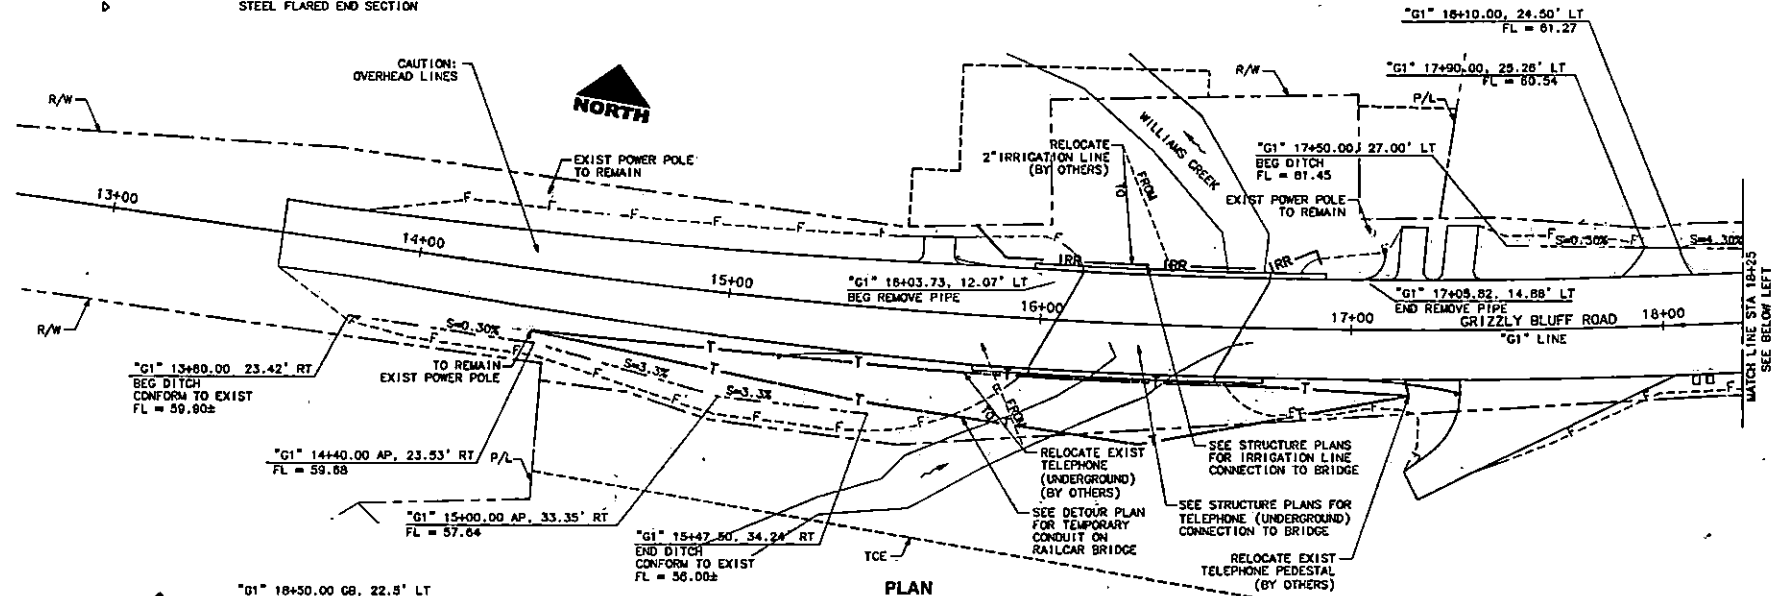 STEEL FLARED END SECTION
"G1" 18+10.00, 24.50' LT
FL = 61.27
CAUTION:
OVERHEAD LINES
R/W
NORTH
R/W
"G1" 17+90.00, 25.26' LT
FL = 60.54
P/L
EXIST POWER POLE
TO REMAIN
RELOCATE
2" IRRIGATION LINE
(BY OTHERS)
FROM
TO
WILLIAMS CREEK
"G1" 17+50.00, 27.00' LT
BEG DITCH
FL = 61.45
EXIST POWER POLE
TO REMAIN
13+00
F
F
F
F
F
F
F
F
S=0.30%
F
S=4.30%
14+00
IRR
IRR
IRR
15+00
"G1" 16+03.73, 12.07' LT
BEG REMOVE PIPE
"G1" 17+05.82, 14.88' LT
END REMOVE PIPE
16+00
17+00
GRIZZLY BLUFF ROAD
18+00
"G1" LINE
MATCH LINE STA 18+25
SEE BELOW LEFT
R/W
F
S=0.30%
F
F
T
T
T
T
T
T
FT
F
F
F
TO REMAIN
EXIST POWER POLE
S=3.3%
S=3.3%
FROM
TO
"G1" 13+80.00 23.42' RT
BEG DITCH
CONFORM TO EXIST
FL = 59.90±
"G1" 14+40.00 AP, 23.53' RT
FL = 59.68
P/L
"G1" 15+00.00 AP, 33.35' RT
FL = 57.64
"G1" 15+47.50, 34.24' RT
END DITCH
CONFORM TO EXIST
FL = 56.00±
TCE
RELOCATE EXIST
TELEPHONE
(UNDERGROUND)
(BY OTHERS)
SEE DETOUR PLAN
FOR TEMPORARY
CONDUIT ON
RAILCAR BRIDGE
SEE STRUCTURE PLANS
FOR IRRIGATION LINE
CONNECTION TO BRIDGE
SEE STRUCTURE PLANS FOR
TELEPHONE (UNDERGROUND)
CONNECTION TO BRIDGE
RELOCATE EXIST
TELEPHONE PEDESTAL
(BY OTHERS)
PLAN
"G1" 18+50.00 GB, 22.5' LT